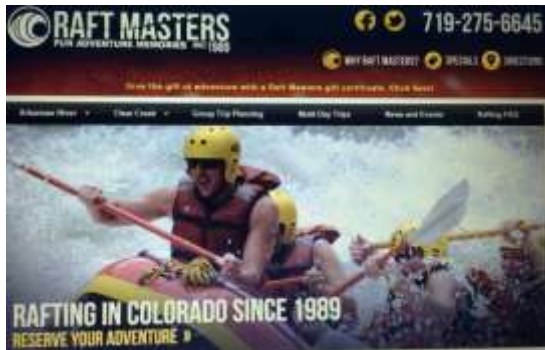 RAFT MASTERS
FUN ADVENTURE MEMORIES SINCE 1989
719-275-6645
WHY RAFT MASTERS?
SPECIALS
DIRECTIONS
Give the gift of adventure with a Raft Masters gift certificate. Click here!
Arkansas River
Clear Creek
Group Trip Planning
Multi Day Trips
News and Events
Rafting FAQ
RAFTING IN COLORADO SINCE 1989
RESERVE YOUR ADVENTURE »